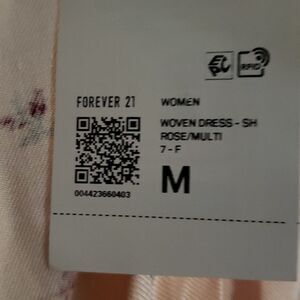 RFID
FOREVER 21
WOMEN
WOVEN DRESS - SH
ROSE/MULTI
7 - F
M
004423660403